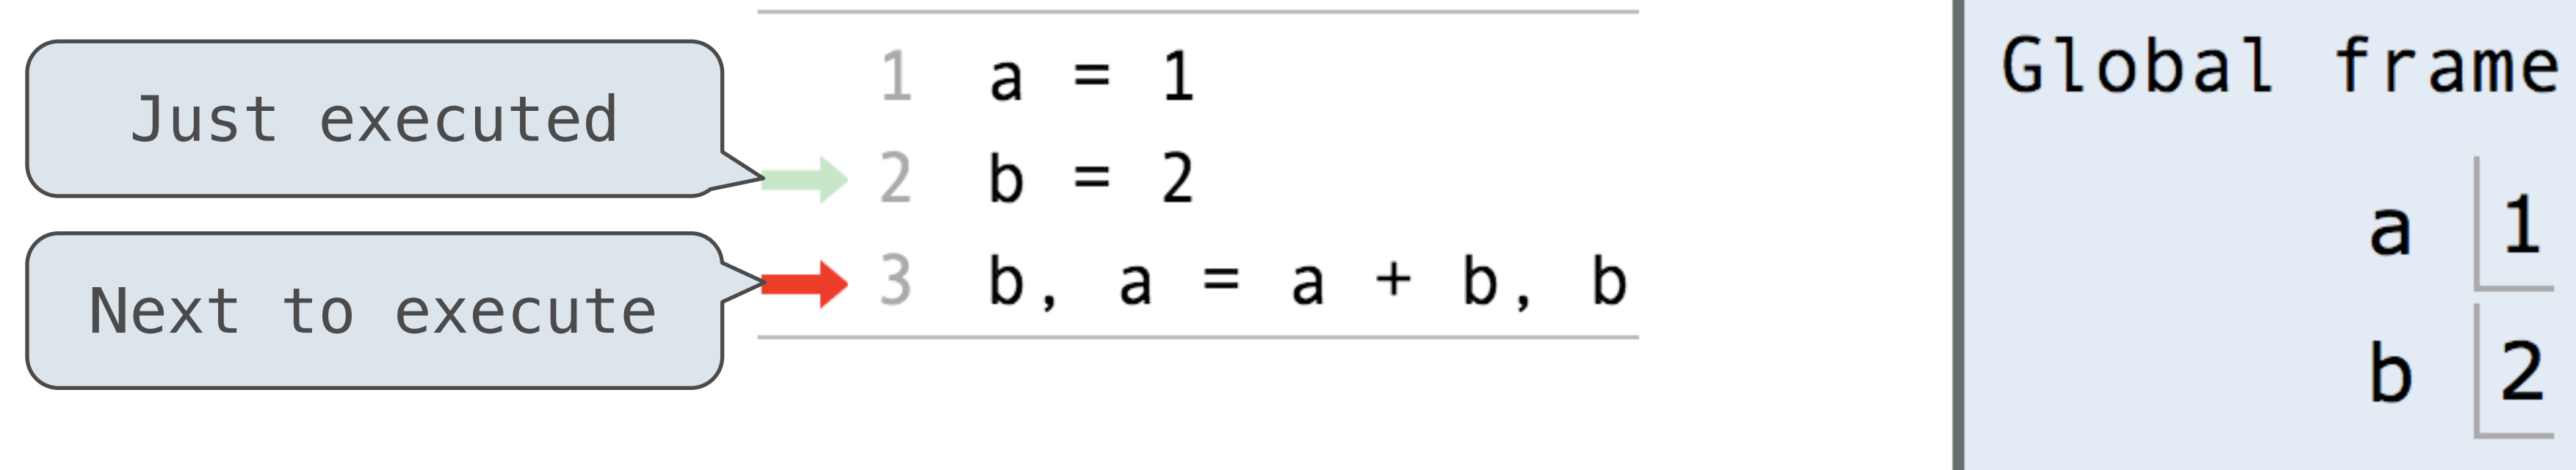 Just executed
Next to execute
1 a = 1
2 b = 2
3 b, a = a + b, b
Global frame
a 1
b 2